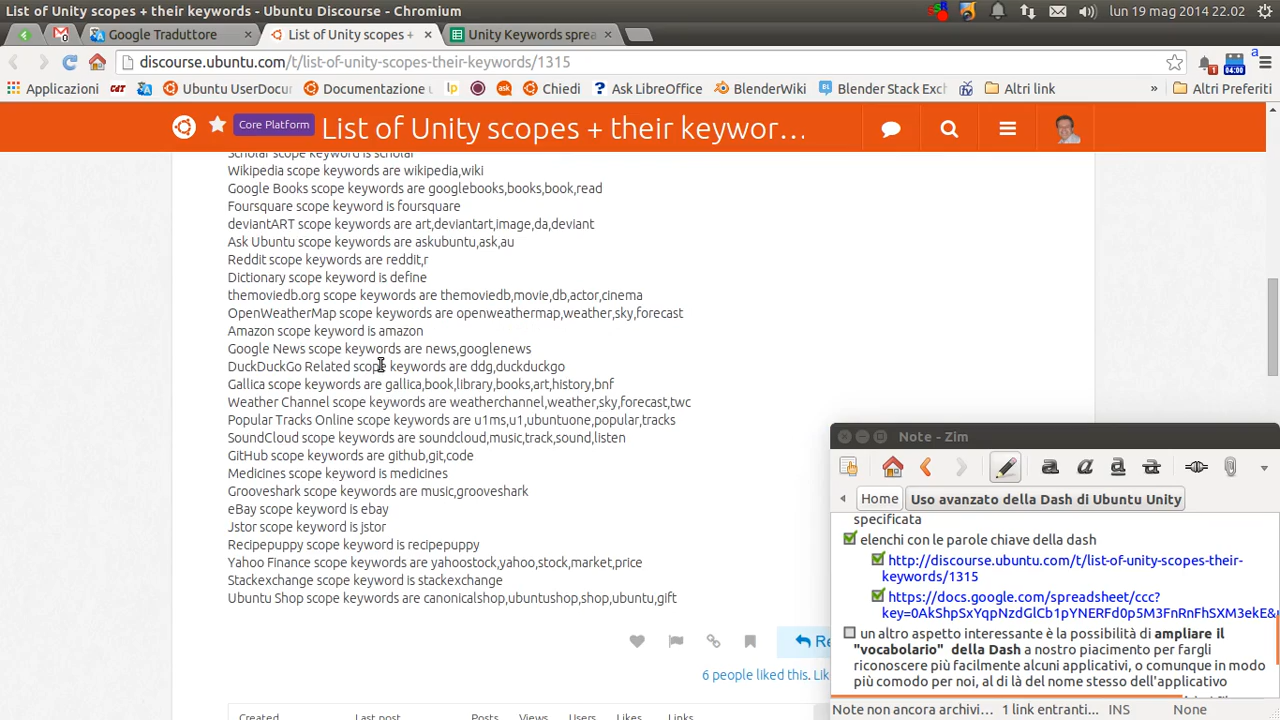 List of Unity scopes + their keywords - Ubuntu Discourse - Chromium
lun 19 mag 2014 22.02
Google Traduttore ×
List of Unity scopes + ×
Unity Keywords sprea ×
discourse.ubuntu.com/t/list-of-unity-scopes-their-keywords/1315
1
04:00
a
Applicazioni
CAT
Ubuntu UserDocu
Documentazione u
lp
ask
Chiedi
? Ask LibreOffice
BlenderWiki
Blender Stack Exch
Altri link
»
Altri Preferiti
Core Platform
List of Unity scopes + their keywor…
Scholar scope keyword is scholar
Wikipedia scope keywords are wikipedia,wiki
Google Books scope keywords are googlebooks,books,book,read
Foursquare scope keyword is foursquare
deviantART scope keywords are art,deviantart,image,da,deviant
Ask Ubuntu scope keywords are askubuntu,ask,au
Reddit scope keywords are reddit,r
Dictionary scope keyword is define
themoviedb.org scope keywords are themoviedb,movie,db,actor,cinema
OpenWeatherMap scope keywords are openweathermap,weather,sky,forecast
Amazon scope keyword is amazon
Google News scope keywords are news,googlenews
DuckDuckGo Related scope keywords are ddg,duckduckgo
Gallica scope keywords are gallica,book,library,books,art,history,bnf
Weather Channel scope keywords are weatherchannel,weather,sky,forecast,twc
Popular Tracks Online scope keywords are u1ms,u1,ubuntuone,popular,tracks
SoundCloud scope keywords are soundcloud,music,track,sound,listen
GitHub scope keywords are github,git,code
Medicines scope keyword is medicines
Grooveshark scope keywords are music,grooveshark
eBay scope keyword is ebay
Jstor scope keyword is jstor
Recipepuppy scope keyword is recipepuppy
Yahoo Finance scope keywords are yahoostock,yahoo,stock,market,price
Stackexchange scope keyword is stackexchange
Ubuntu Shop scope keywords are canonicalshop,ubuntushop,shop,ubuntu,gift
Re
6 people liked this. Lik
Created Last post Posts Views Users Likes Links
Note - Zim
Home
Uso avanzato della Dash di Ubuntu Unity
specificata
elenchi con le parole chiave della dash
http://discourse.ubuntu.com/t/list-of-unity-scopes-their-
keywords/1315
https://docs.google.com/spreadsheet/ccc?
key=0AkShpSxYqpNzdGlCb1pYNERFd0p5M3FnRnFhSXM3ekE&
un altro aspetto interessante è la possibilità di ampliare il
"vocabolario" della Dash a nostro piacimento per fargli
riconoscere più facilmente alcuni applicativi, o comunque in modo
più comodo per noi, al di là del nome stesso dell'applicativo
Note non ancora archivi…
1 link entranti…
INS
None